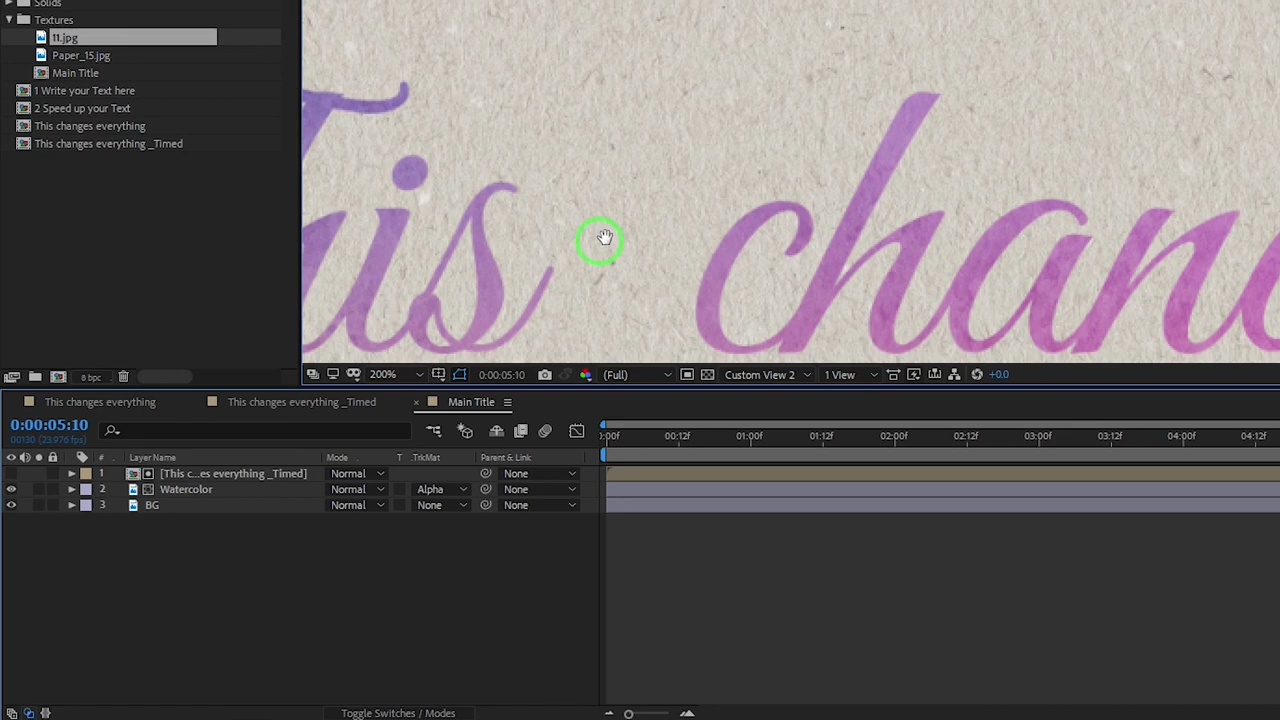 Solids
Textures
11.jpg
Paper_15.jpg
Main Title
1 Write your Text here
2 Speed up your Text
This changes everything
This changes everything _Timed
his chan
8 bpc
200%
0:00:05:10
(Full)
Custom View 2
1 View
+0.0
This changes everything
This changes everything _Timed
× Main Title
0:00:05:10
00130 (23.976 fps)
:00f 00:12f 01:00f 01:12f 02:00f 02:12f 03:00f 03:12f 04:00f 04:12f
# Layer Name Mode T TrkMat Parent & Link
1 [This c...es everything _Timed] Normal None
2 Watercolor Normal Alpha None
3 BG Normal None None
Toggle Switches / Modes